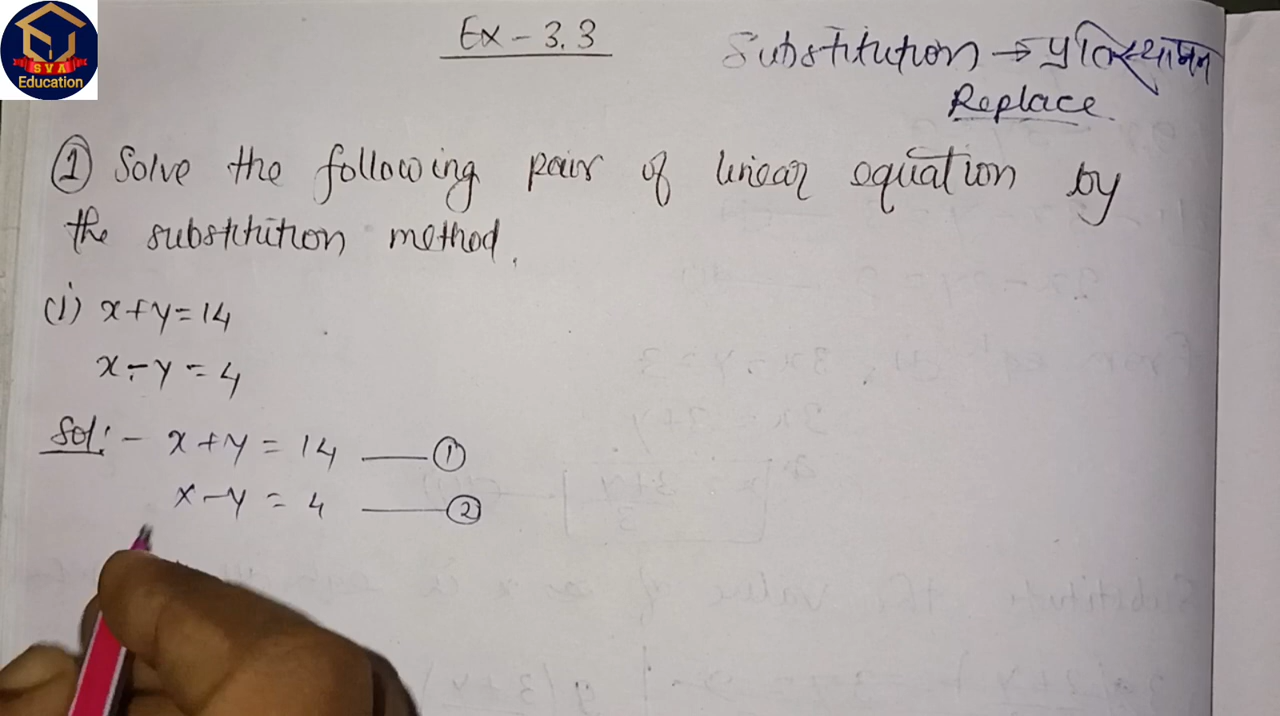 SVA
Education
Ex - 3.3
Substitution → प्रतिस्थापन
Replace
① Solve the following pair of linear equation by
the substitution method.
(i) x+y=14
x-y=4
Sol:- x+y=14 —— ①
x-y=4 —— ②